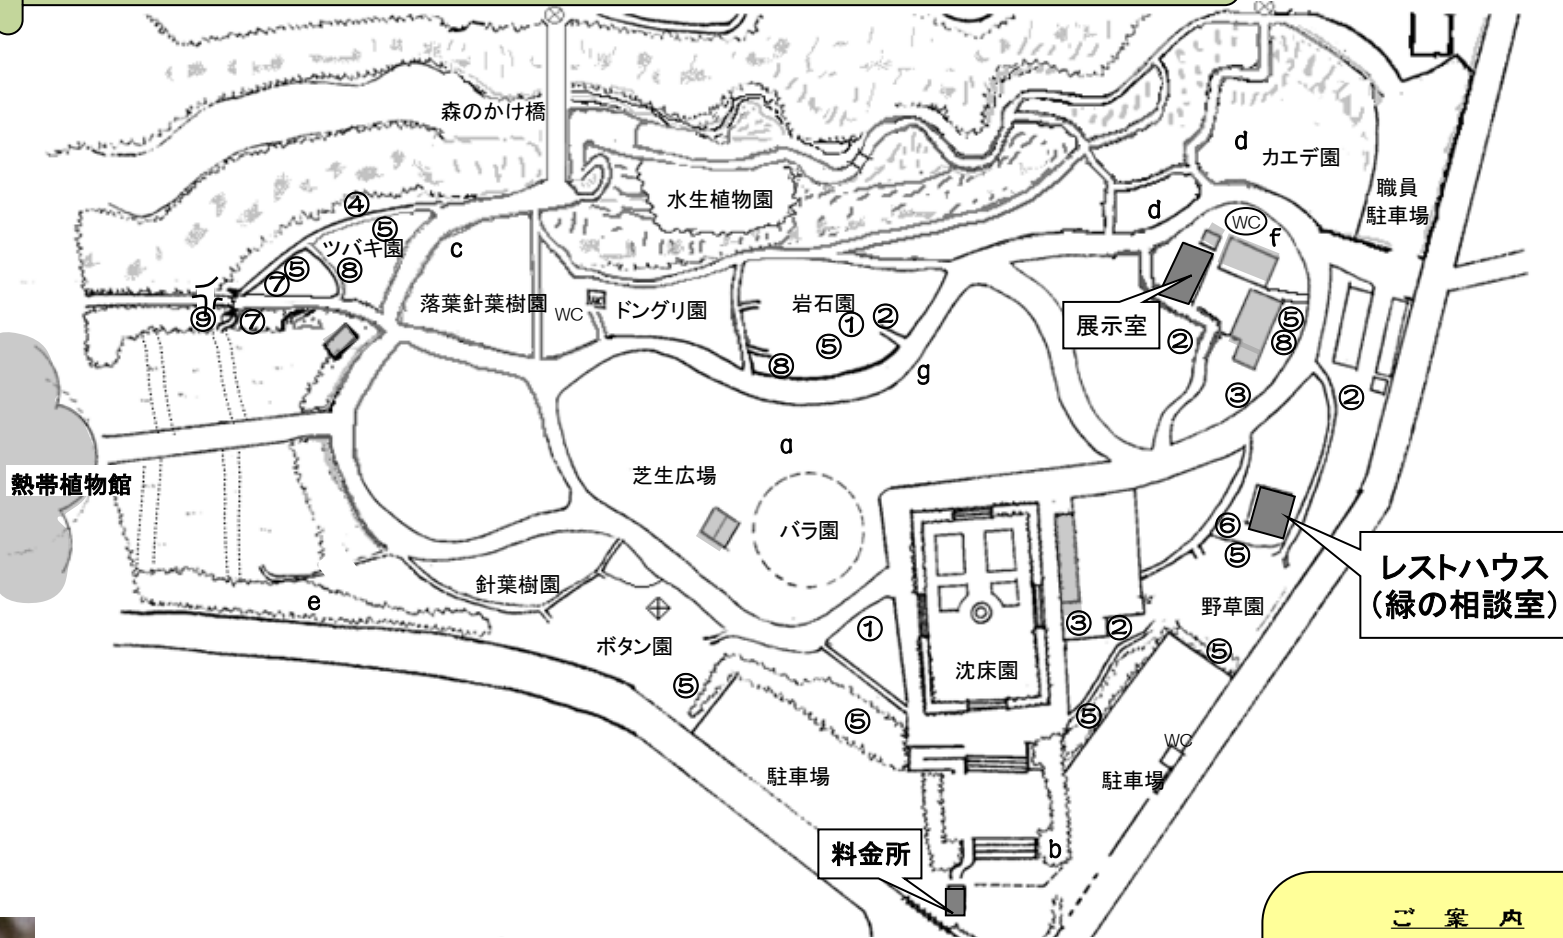 森のかけ橋
d
カエデ園
職員
駐車場
水生植物園
④
⑤
ツバキ園
⑤
⑧
⑦
c
d
WC
f
落葉針葉樹園
WC
WC
ドングリ園
岩石園
①
②
⑤
⑧
g
展示室
②
⑤
⑧
③
②
⑨
⑦
a
芝生広場
バラ園
熱帯植物館
針葉樹園
e
ボタン園
①
③
②
沈床園
⑥
⑤
野草園
レストハウス
(緑の相談室)
⑤
⑤
⑤
⑤
WC
駐車場
駐車場
料金所
b
ご 案 内